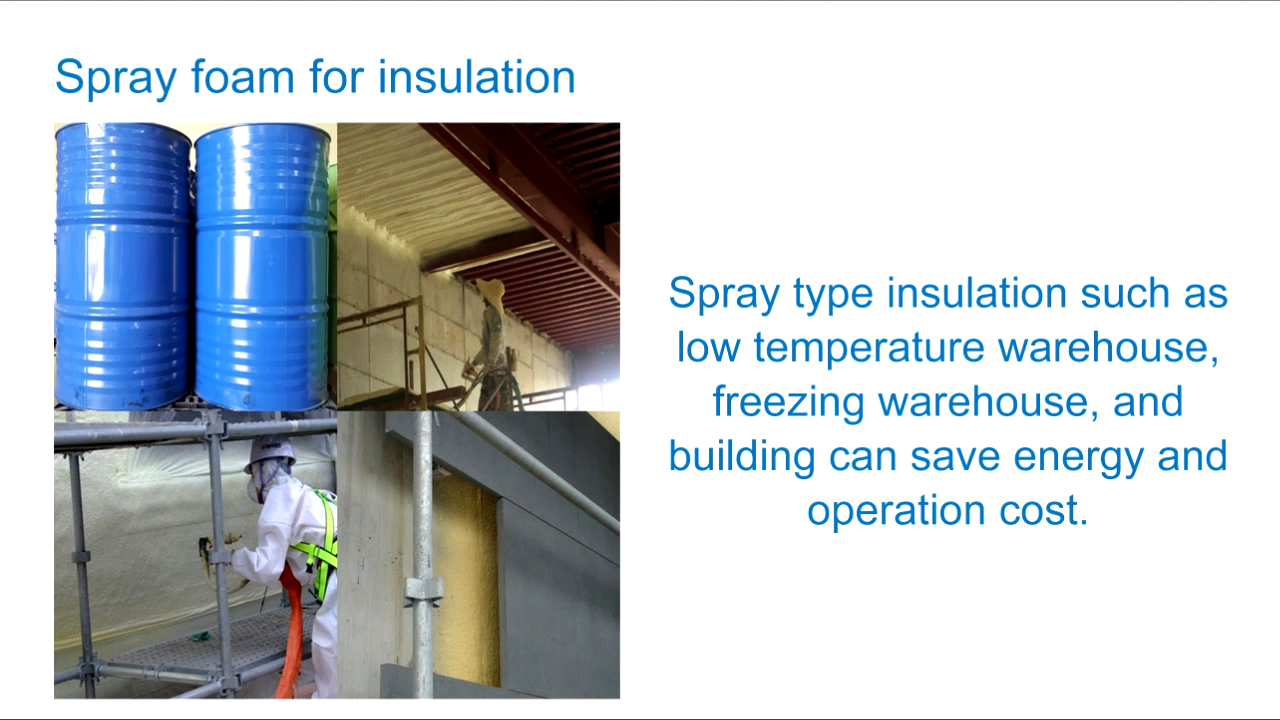 Spray foam for insulation
Spray type insulation such as
low temperature warehouse,
freezing warehouse, and
building can save energy and
operation cost.